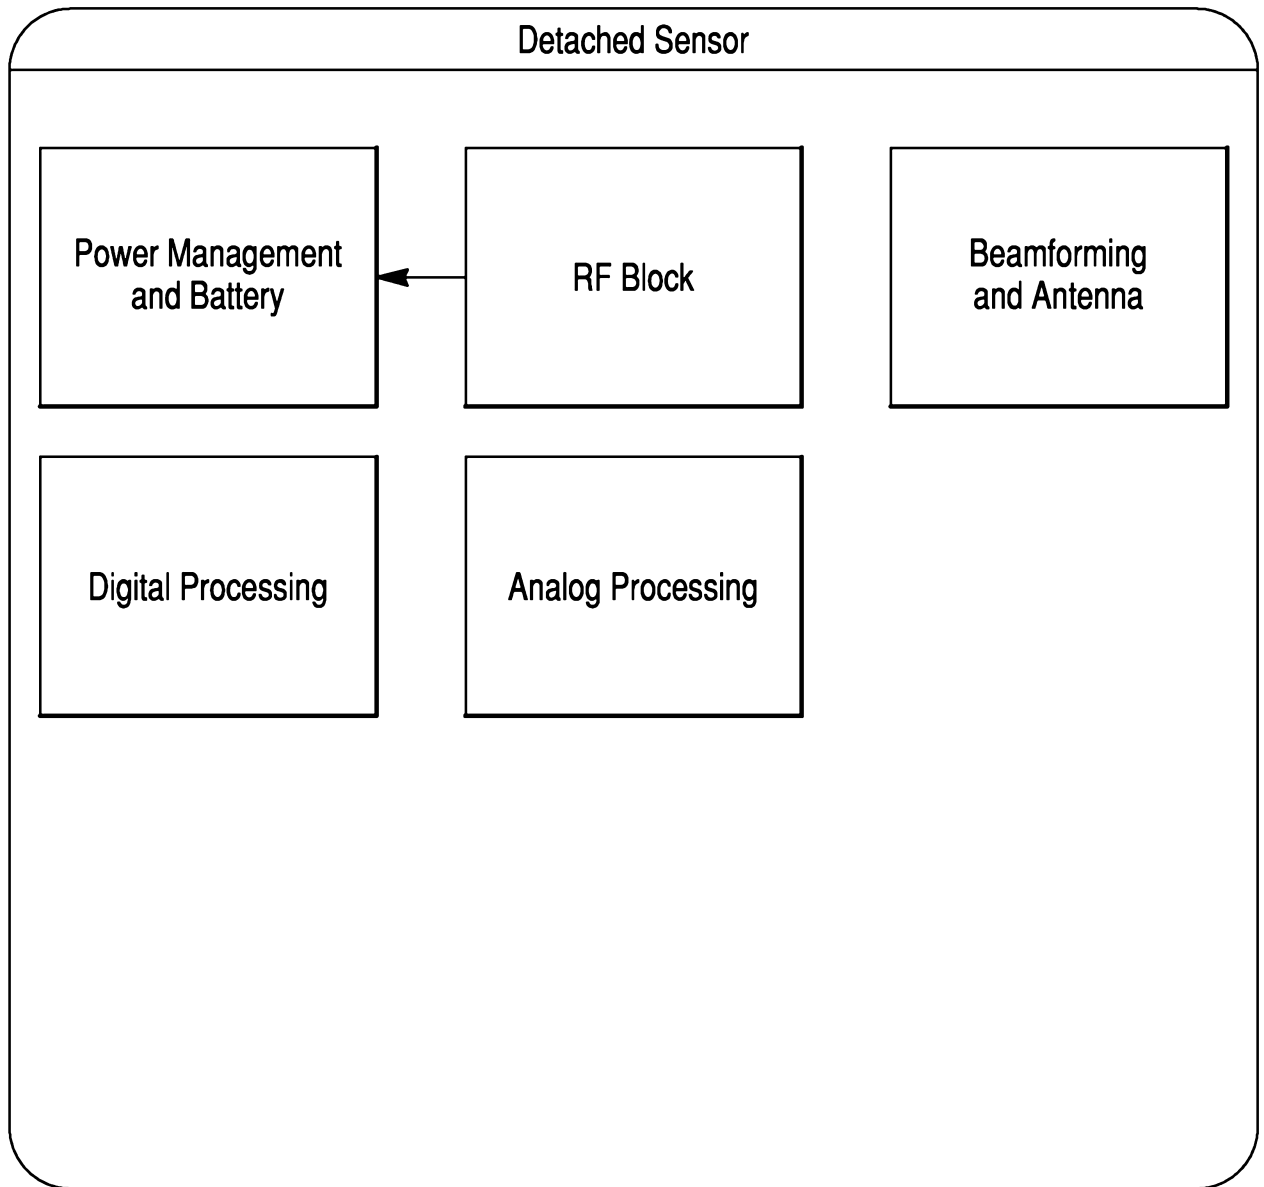 Detached Sensor
Power Management
and Battery
RF Block
Beamforming
and Antenna
Digital Processing
Analog Processing